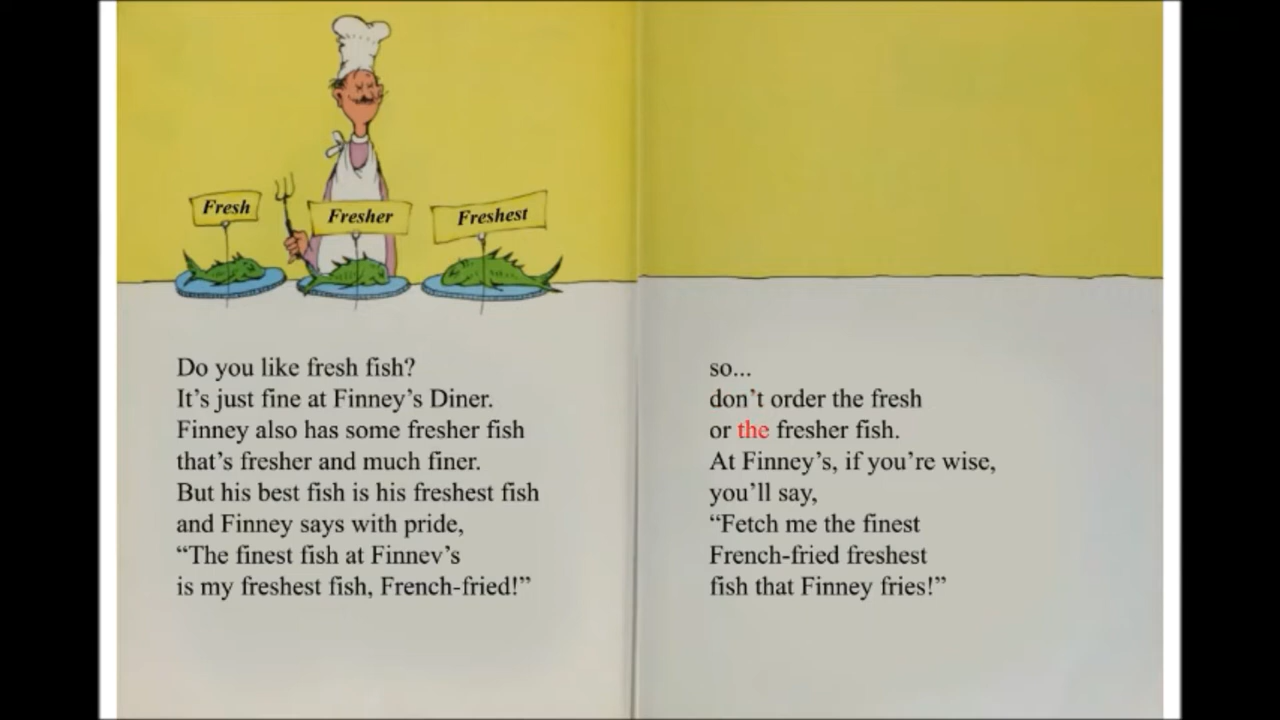 Fresh
Fresher
Freshest
Do you like fresh fish?
It’s just fine at Finney’s Diner.
Finney also has some fresher fish
that’s fresher and much finer.
But his best fish is his freshest fish
and Finney says with pride,
“The finest fish at Finnev’s
is my freshest fish, French-fried!”
so...
don’t order the fresh
or the fresher fish.
At Finney’s, if you’re wise,
you’ll say,
“Fetch me the finest
French-fried freshest
fish that Finney fries!”